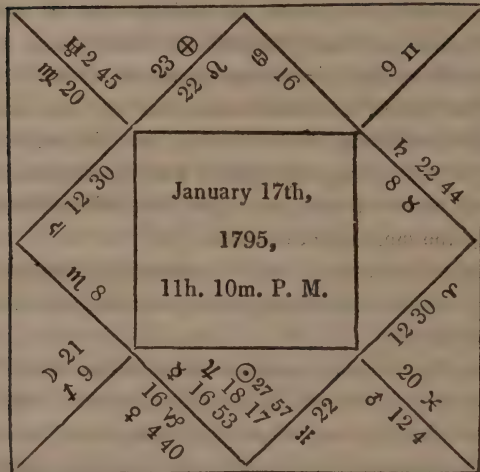 ♅ 2 45
♍ 20
23 ⊕
22 ♌
♋ 16
9 ♊
♄ 22 44
8 ♉
♎ 12 30
January 17th,
1795,
11h. 10m. P. M.
♏ 8
12 30 ♈
☽ 21
♐ 9
☿ 16 53
♃ 18 17
☉ 27 57
16 ♑
♀ 4 40
♒ 22
20 ♓
♂ 12 4